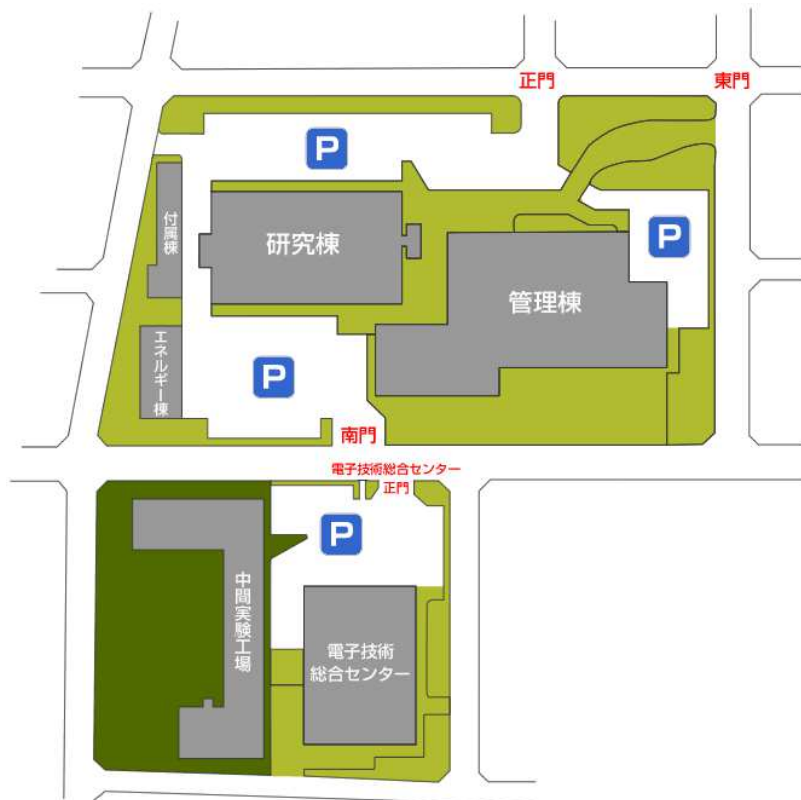 正門
東門
P
付属棟
研究棟
P
管理棟
エネルギー棟
P
南門
電子技術総合センター
正門
P
中間実験工場
電子技術
総合センター